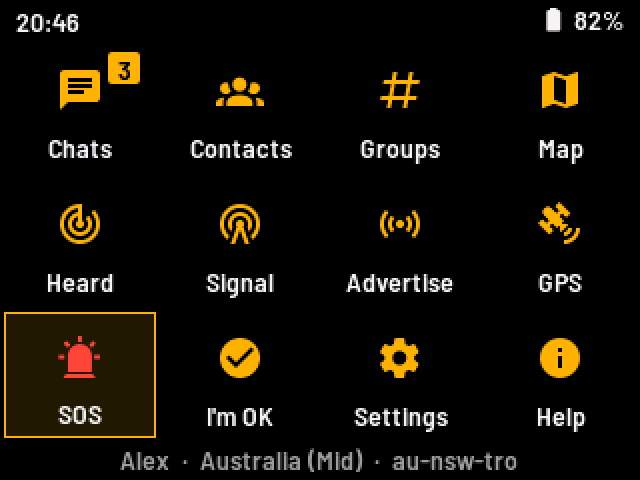 20:46 82%
3
Chats Contacts Groups Map
Heard Signal Advertise GPS
SOS I'm OK Settings Help
Alex · Australia (Mid) · au-nsw-tro